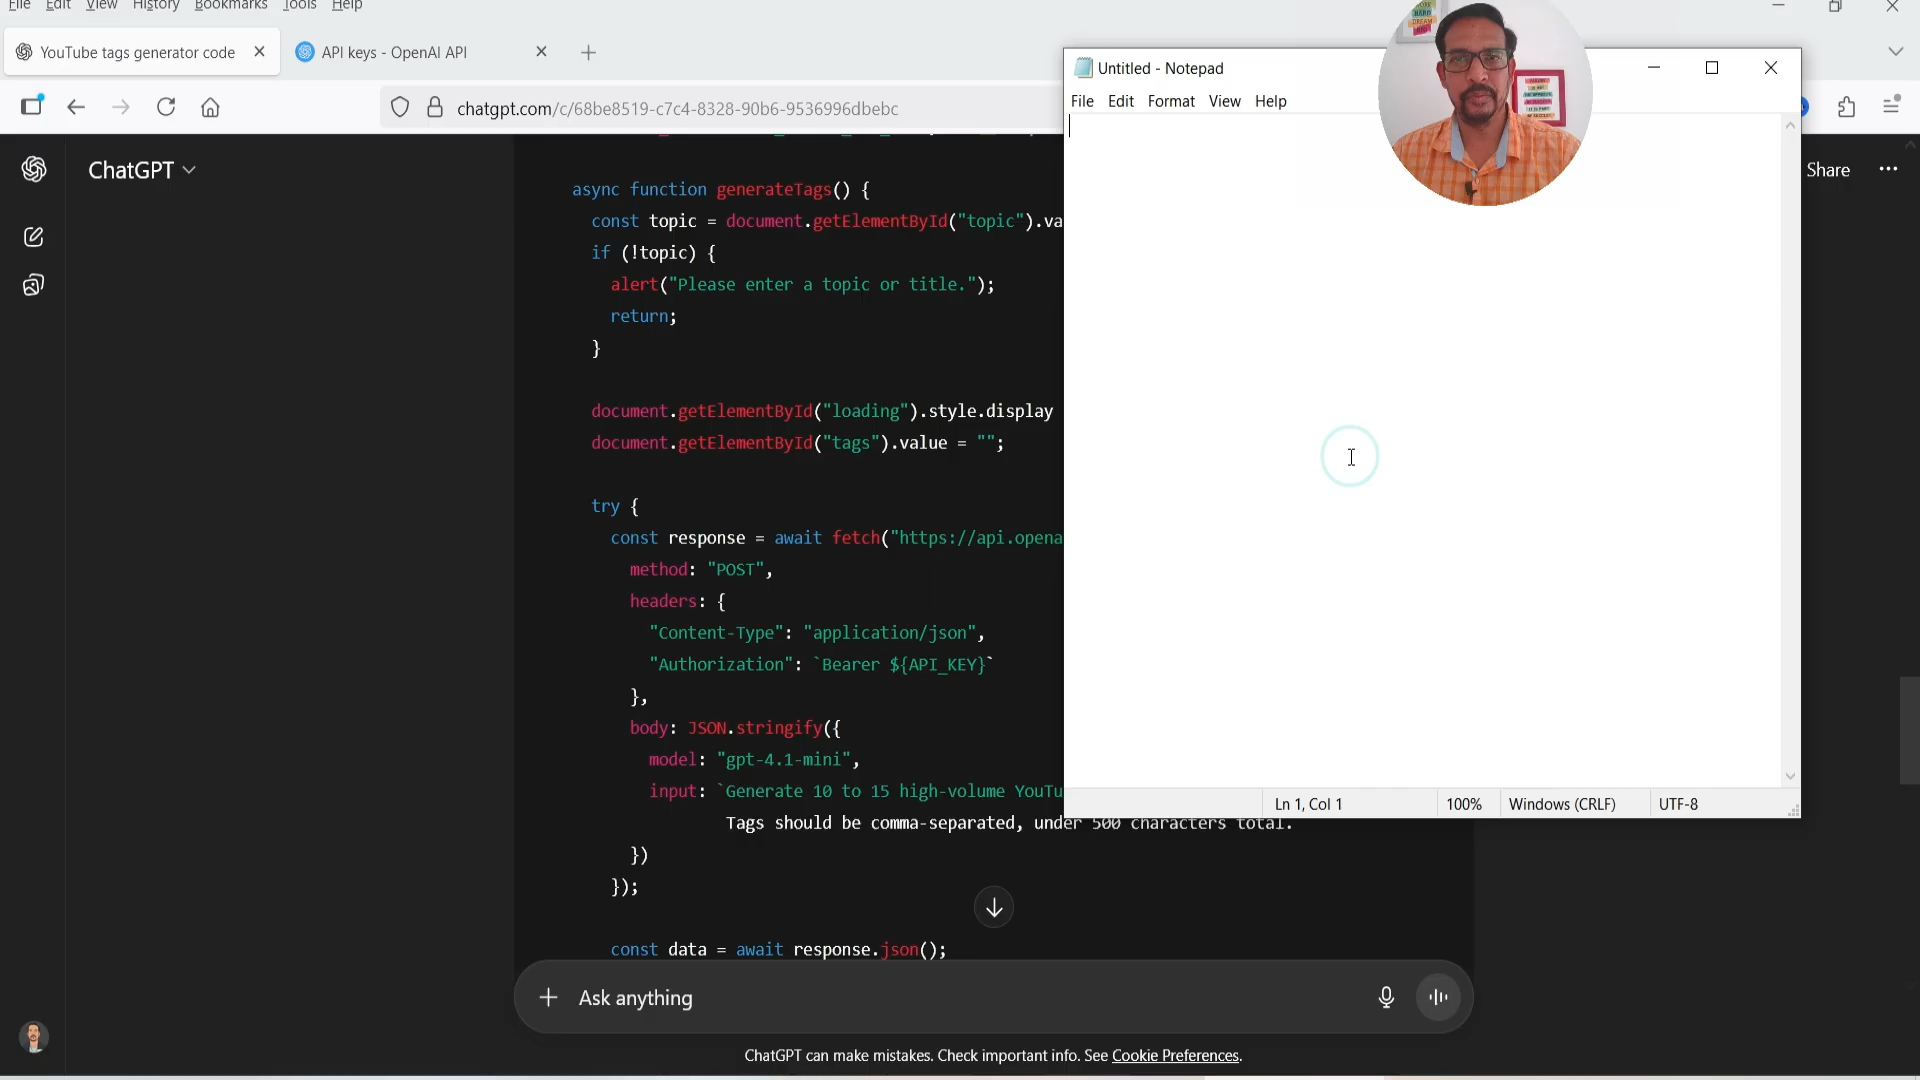 File Edit View History Bookmarks Tools Help
YouTube tags generator code
API keys - OpenAI API
chatgpt.com/c/68be8519-c7c4-8328-90b6-9536996dbebc
ChatGPT
Share
async function generateTags() {
const topic = document.getElementById("topic").va
if (!topic) {
alert("Please enter a topic or title.");
return;
}
document.getElementById("loading").style.display
document.getElementById("tags").value = "";
try {
const response = await fetch("https://api.opena
method: "POST",
headers: {
"Content-Type": "application/json",
"Authorization": `Bearer ${API_KEY}`
},
body: JSON.stringify({
model: "gpt-4.1-mini",
input: `Generate 10 to 15 high-volume YouTu
Tags should be comma-separated, under 500 characters total.
})
});
const data = await response.json();
Ask anything
ChatGPT can make mistakes. Check important info. See Cookie Preferences.
Untitled - Notepad
File Edit Format View Help
Ln 1, Col 1
100%
Windows (CRLF)
UTF-8